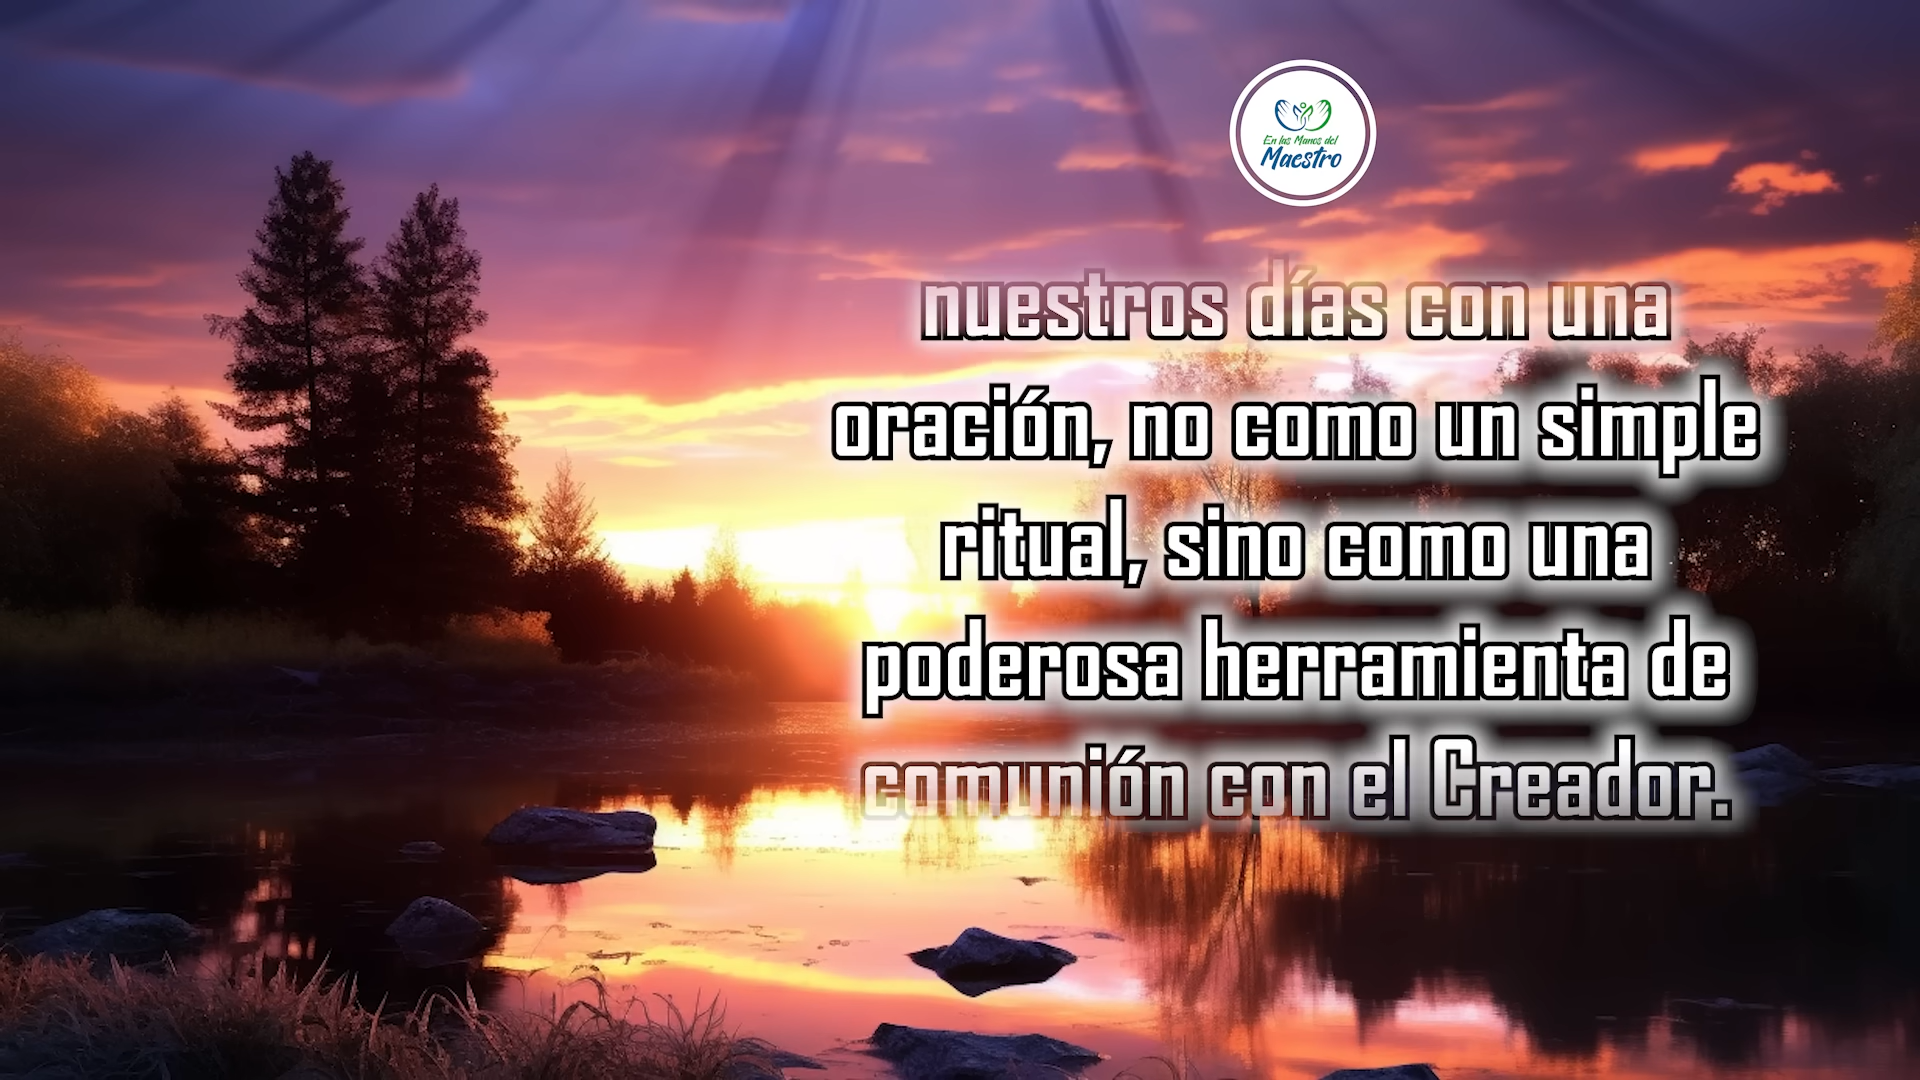 En las Manos del
Maestro
nuestros días con una
oración, no como un simple
ritual, sino como una
poderosa herramienta de
comunión con el Creador.